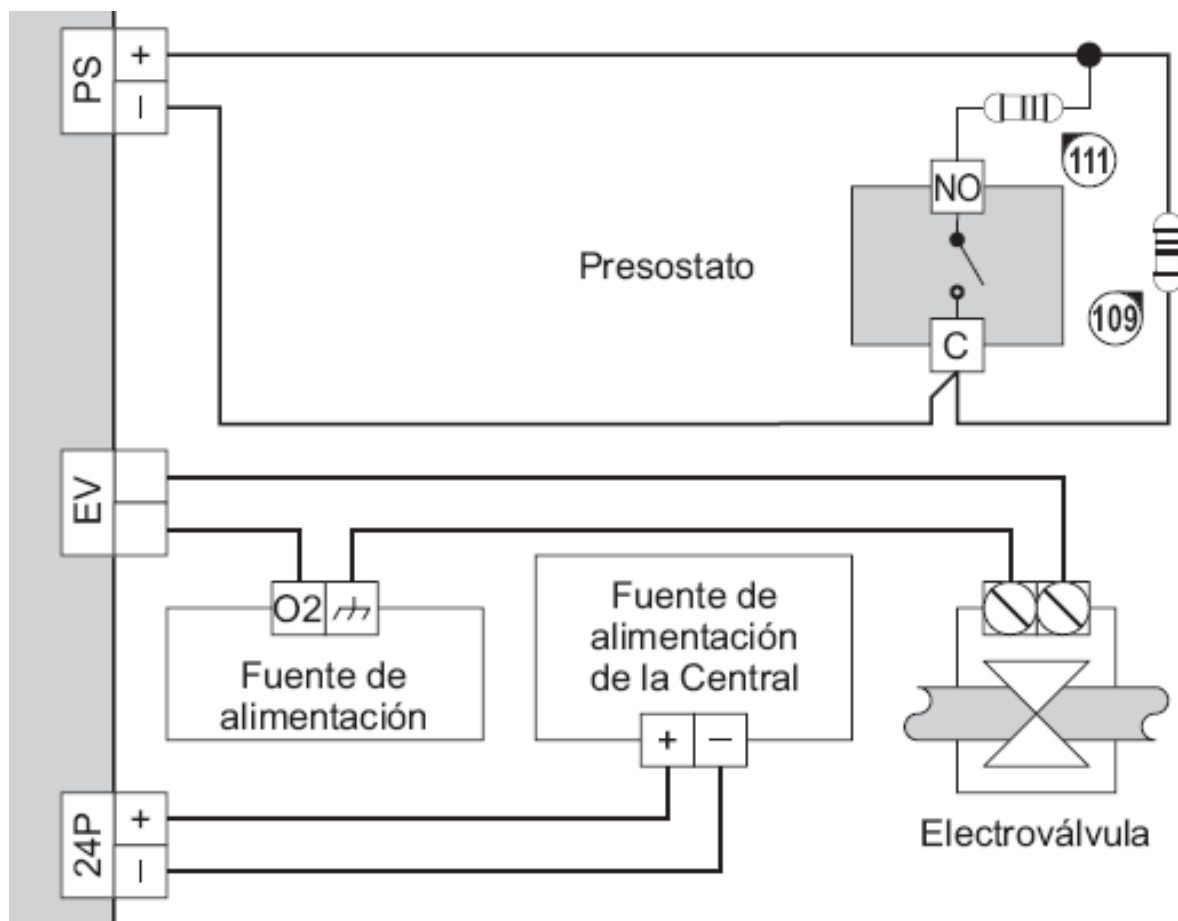 PS
+
–
111
NO
Presostato
109
C
EV
O2
Fuente de
alimentación
Fuente de
alimentación
de la Central
+ –
24P
+
–
Electroválvula